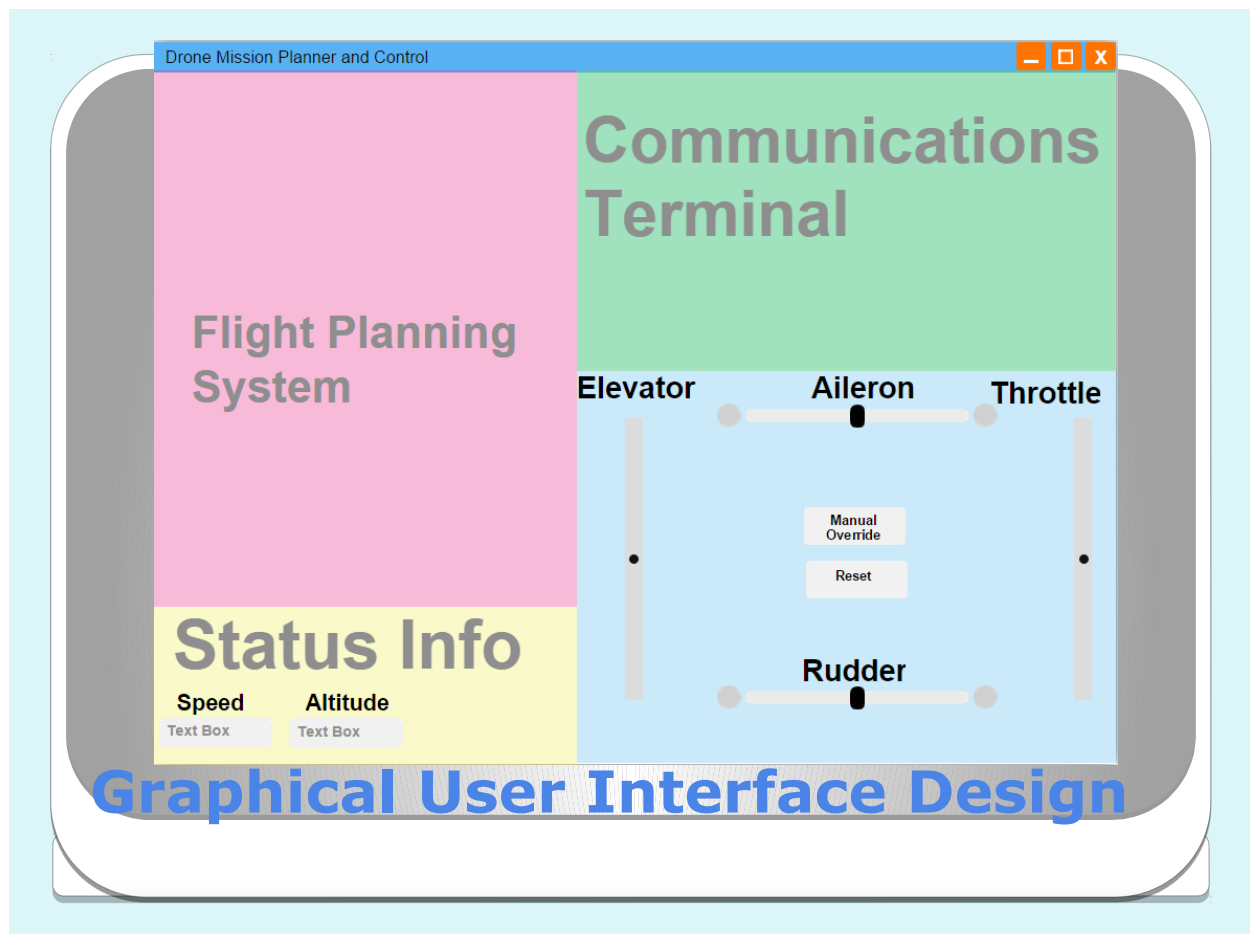 Drone Mission Planner and Control
X
Communications
Terminal
Flight Planning
System
Elevator
Aileron
Throttle
Manual
Override
Reset
Rudder
Status Info
Speed
Altitude
Text Box
Text Box
Graphical User Interface Design